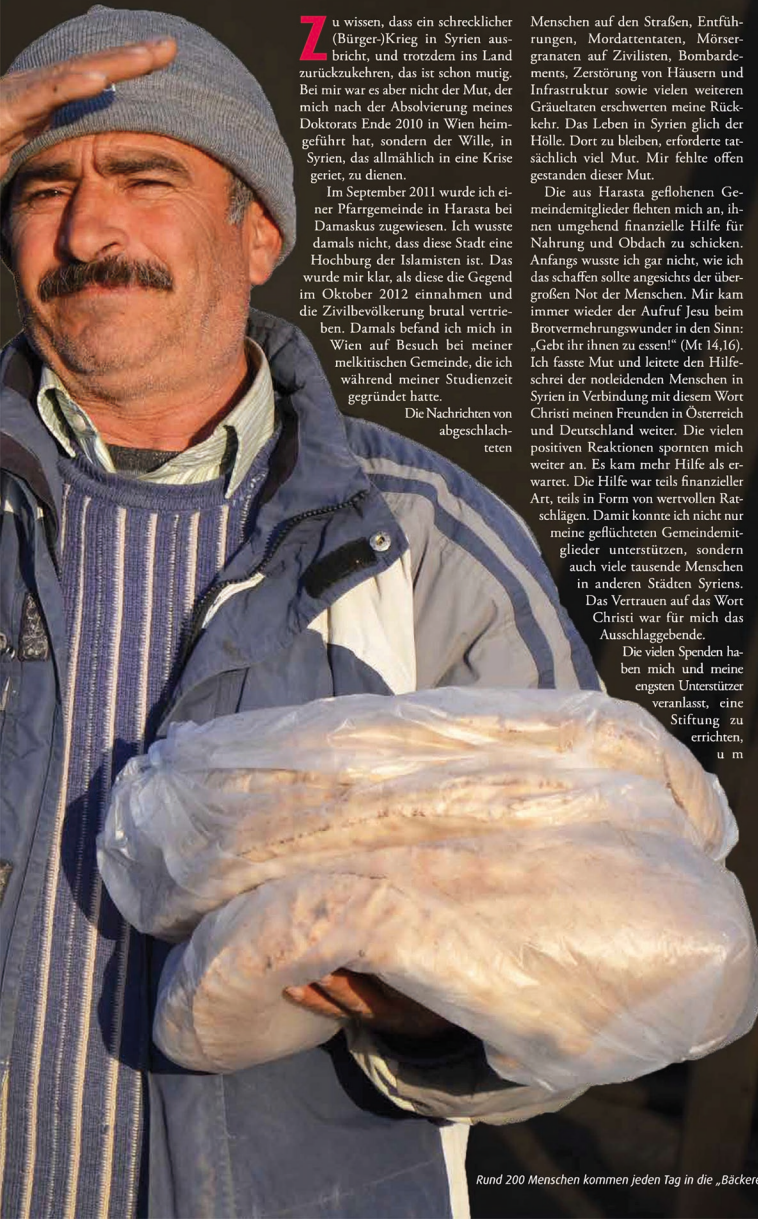 Zu wissen, dass ein schrecklicher
(Bürger-)Krieg in Syrien aus-
bricht, und trotzdem ins Land
zurückzukehren, das ist schon mutig.
Bei mir war es aber nicht der Mut, der
mich nach der Absolvierung meines
Doktorats Ende 2010 in Wien heim-
geführt hat, sondern der Wille, in
Syrien, das allmählich in eine Krise
geriet, zu dienen.
Im September 2011 wurde ich ei-
ner Pfarrgemeinde in Harasta bei
Damaskus zugewiesen. Ich wusste
damals nicht, dass diese Stadt eine
Hochburg der Islamisten ist. Das
wurde mir klar, als diese die Gegend
im Oktober 2012 einnahmen und
die Zivilbevölkerung brutal vertrie-
ben. Damals befand ich mich in
Wien auf Besuch bei meiner
melkitischen Gemeinde, die ich
während meiner Studienzeit
gegründet hatte.
Die Nachrichten von
abgeschlach-
teten
Menschen auf den Straßen, Entfüh-
rungen, Mordattentaten, Mörser-
granaten auf Zivilisten, Bombarde-
ments, Zerstörung von Häusern und
Infrastruktur sowie vielen weiteren
Gräueltaten erschwerten meine Rück-
kehr. Das Leben in Syrien glich der
Hölle. Dort zu bleiben, erforderte tat-
sächlich viel Mut. Mir fehlte offen
gestanden dieser Mut.
Die aus Harasta geflohenen Ge-
meindemitglieder flehten mich an, ih-
nen umgehend finanzielle Hilfe für
Nahrung und Obdach zu schicken.
Anfangs wusste ich gar nicht, wie ich
das schaffen sollte angesichts der über-
großen Not der Menschen. Mir kam
immer wieder der Aufruf Jesu beim
Brotvermehrungswunder in den Sinn:
„Gebt ihr ihnen zu essen!“ (Mt 14,16).
Ich fasste Mut und leitete den Hilfe-
schrei der notleidenden Menschen in
Syrien in Verbindung mit diesem Wort
Christi meinen Freunden in Österreich
und Deutschland weiter. Die vielen
positiven Reaktionen spornten mich
weiter an. Es kam mehr Hilfe als er-
wartet. Die Hilfe war teils finanzieller
Art, teils in Form von wertvollen Rat-
schlägen. Damit konnte ich nicht nur
meine geflüchteten Gemeindemit-
glieder unterstützen, sondern
auch viele tausende Menschen
in anderen Städten Syriens.
Das Vertrauen auf das Wort
Christi war für mich das
Ausschlaggebende.
Die vielen Spenden ha-
ben mich und meine
engsten Unterstützer
veranlasst, eine
Stiftung zu
errichten,
um
Rund 200 Menschen kommen jeden Tag in die „Bäckere